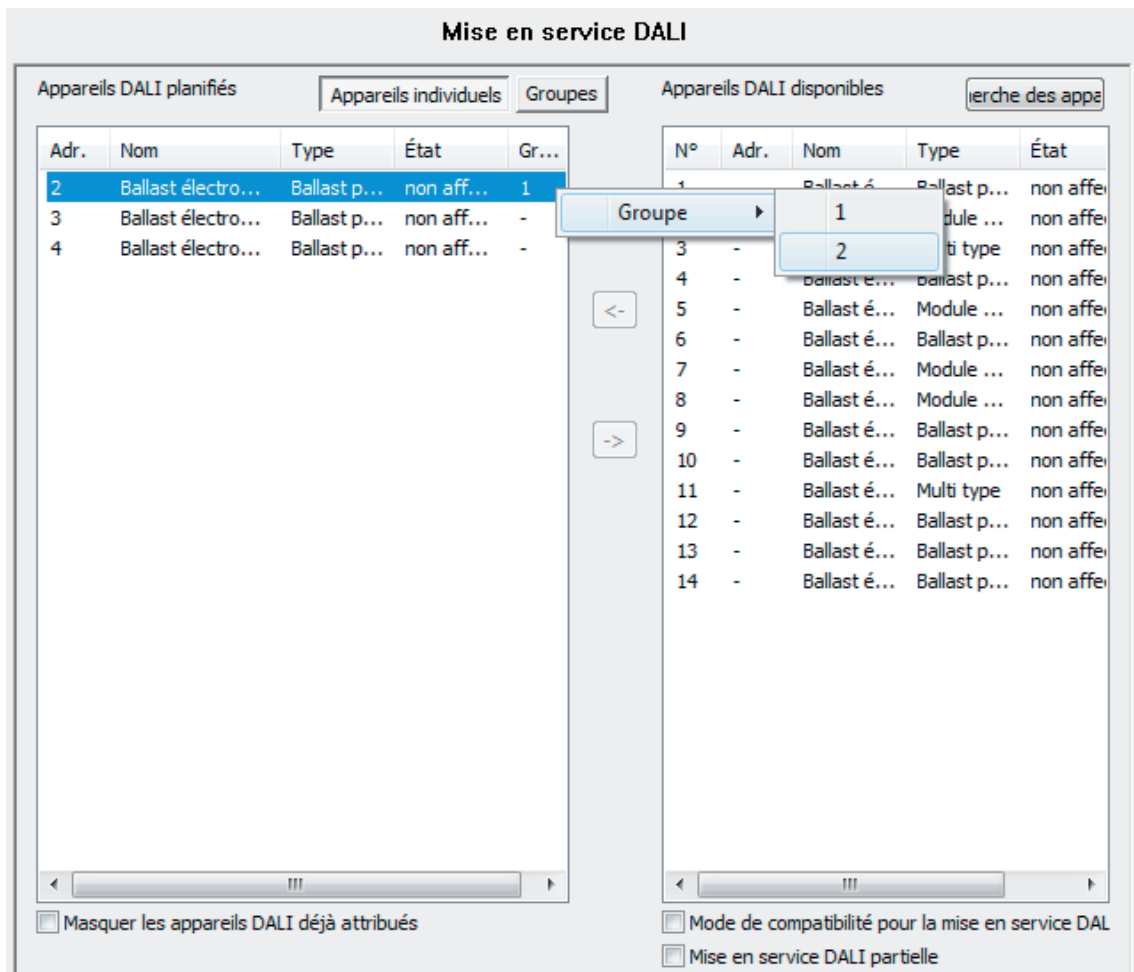 Mise en service DALI
Appareils DALI planifiés Appareils individuels Groupes Appareils DALI disponibles erche des appa
Adr. Nom Type État Gr... N° Adr. Nom Type État
2 Ballast électro... Ballast p... non aff... 1 1 Ballast é Ballast p... non affe
3 Ballast électro... Ballast p... non aff... - Groupe 1 dule ... non affe
4 Ballast électro... Ballast p... non aff... - 3 - 2 ti type non affe
4 - Ballast é... Ballast p... non affe
5 - Ballast é... Module ... non affe
6 - Ballast é... Ballast p... non affe
<- 
7 - Ballast é... Module ... non affe
8 - Ballast é... Module ... non affe
9 - Ballast é... Ballast p... non affe
->
10 - Ballast é... Ballast p... non affe
11 - Ballast é... Multi type non affe
12 - Ballast é... Ballast p... non affe
13 - Ballast é... Ballast p... non affe
14 - Ballast é... Ballast p... non affe
Masquer les appareils DALI déjà attribués Mode de compatibilité pour la mise en service DAL
Mise en service DALI partielle